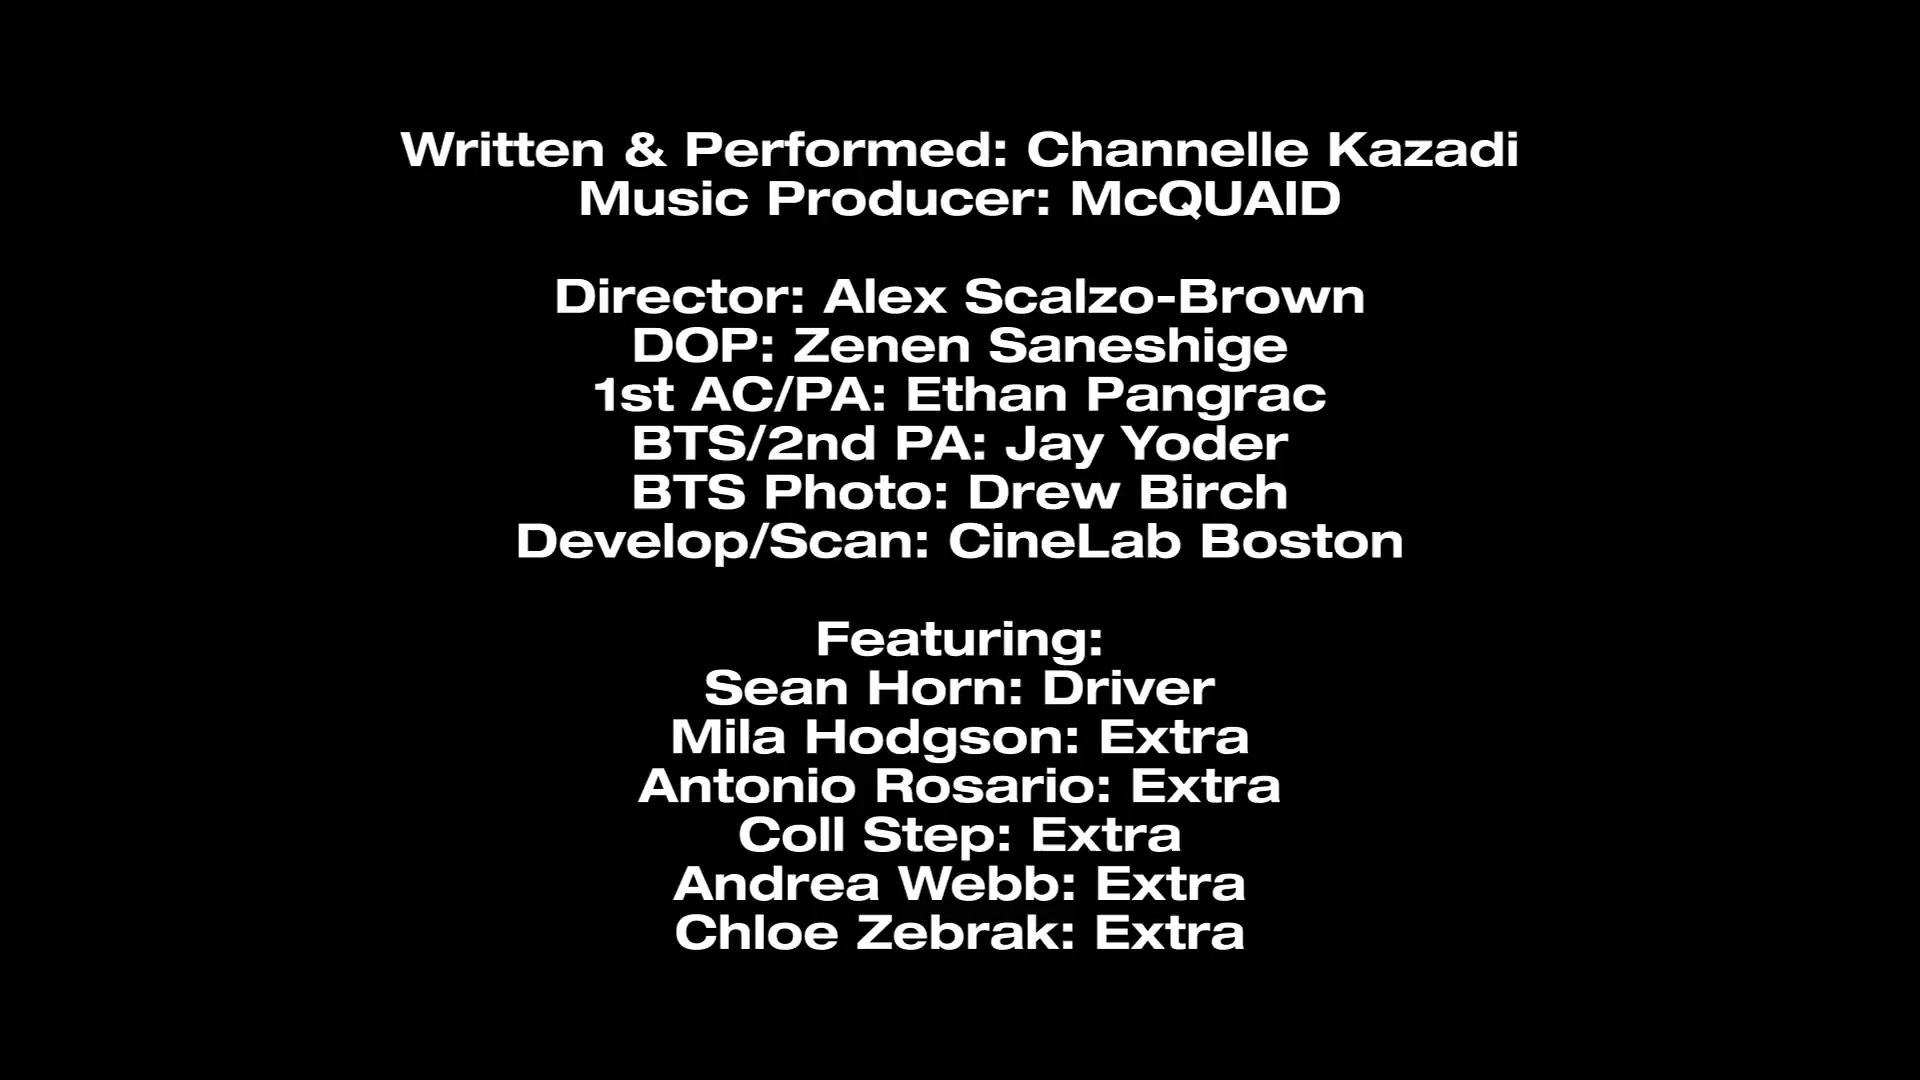 Written & Performed: Channelle Kazadi
Music Producer: McQUAID
Director: Alex Scalzo-Brown
DOP: Zenen Saneshige
1st AC/PA: Ethan Pangrac
BTS/2nd PA: Jay Yoder
BTS Photo: Drew Birch
Develop/Scan: CineLab Boston
Featuring:
Sean Horn: Driver
Mila Hodgson: Extra
Antonio Rosario: Extra
Coll Step: Extra
Andrea Webb: Extra
Chloe Zebrak: Extra